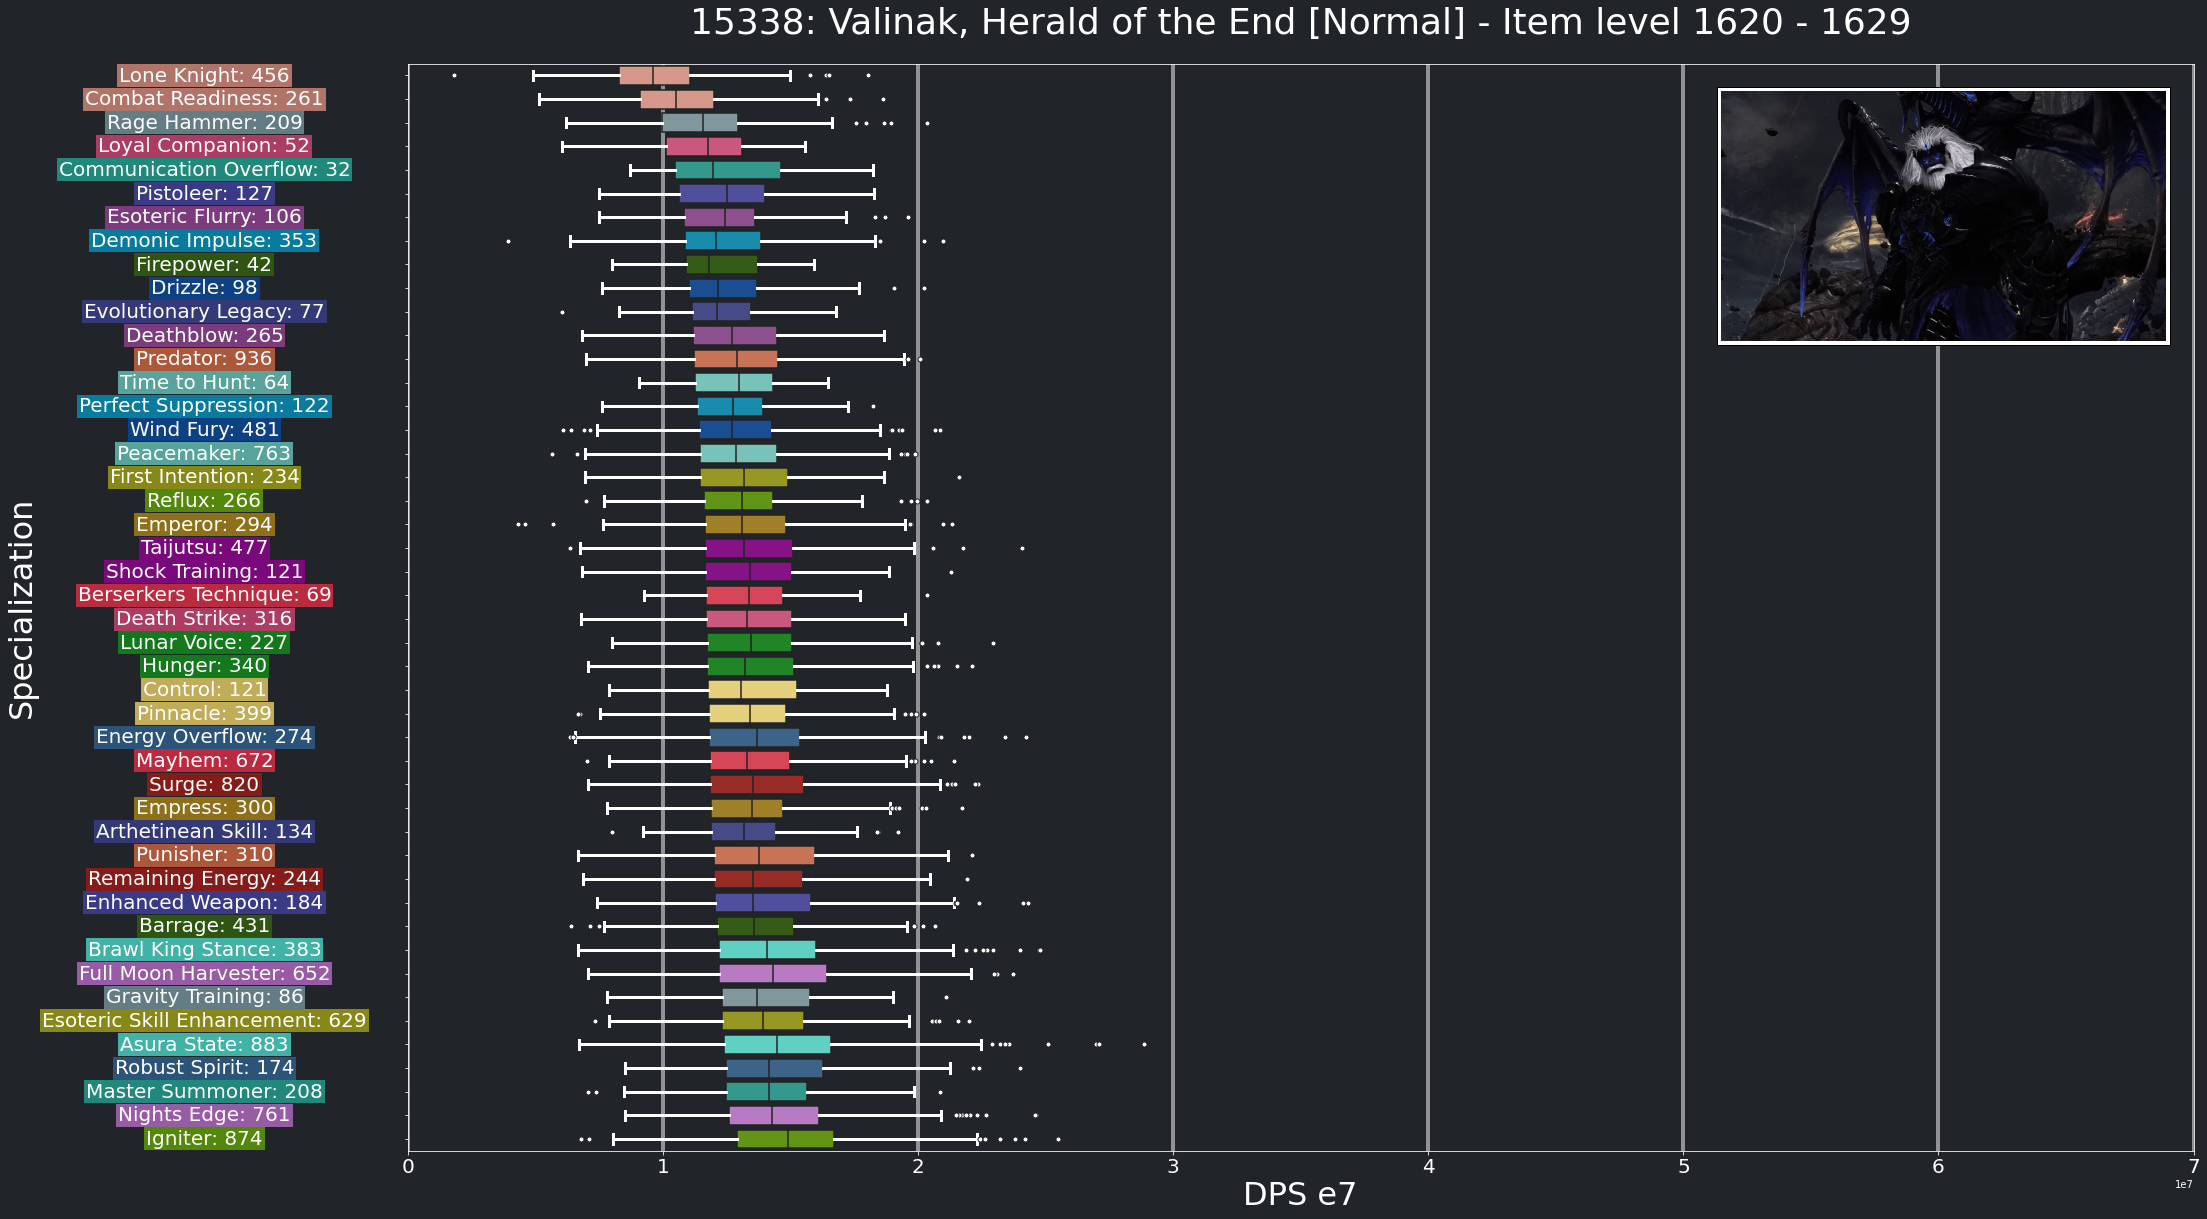 15338: Valinak, Herald of the End [Normal] - Item level 1620 - 1629
Specialization
Lone Knight: 456
Combat Readiness: 261
Rage Hammer: 209
Loyal Companion: 52
Communication Overflow: 32
Pistoleer: 127
Esoteric Flurry: 106
Demonic Impulse: 353
Firepower: 42
Drizzle: 98
Evolutionary Legacy: 77
Deathblow: 265
Predator: 936
Time to Hunt: 64
Perfect Suppression: 122
Wind Fury: 481
Peacemaker: 763
First Intention: 234
Reflux: 266
Emperor: 294
Taijutsu: 477
Shock Training: 121
Berserkers Technique: 69
Death Strike: 316
Lunar Voice: 227
Hunger: 340
Control: 121
Pinnacle: 399
Energy Overflow: 274
Mayhem: 672
Surge: 820
Empress: 300
Arthetinean Skill: 134
Punisher: 310
Remaining Energy: 244
Enhanced Weapon: 184
Barrage: 431
Brawl King Stance: 383
Full Moon Harvester: 652
Gravity Training: 86
Esoteric Skill Enhancement: 629
Asura State: 883
Robust Spirit: 174
Master Summoner: 208
Nights Edge: 761
Igniter: 874
0 1 2 3 4 5 6 7
1e7
DPS e7